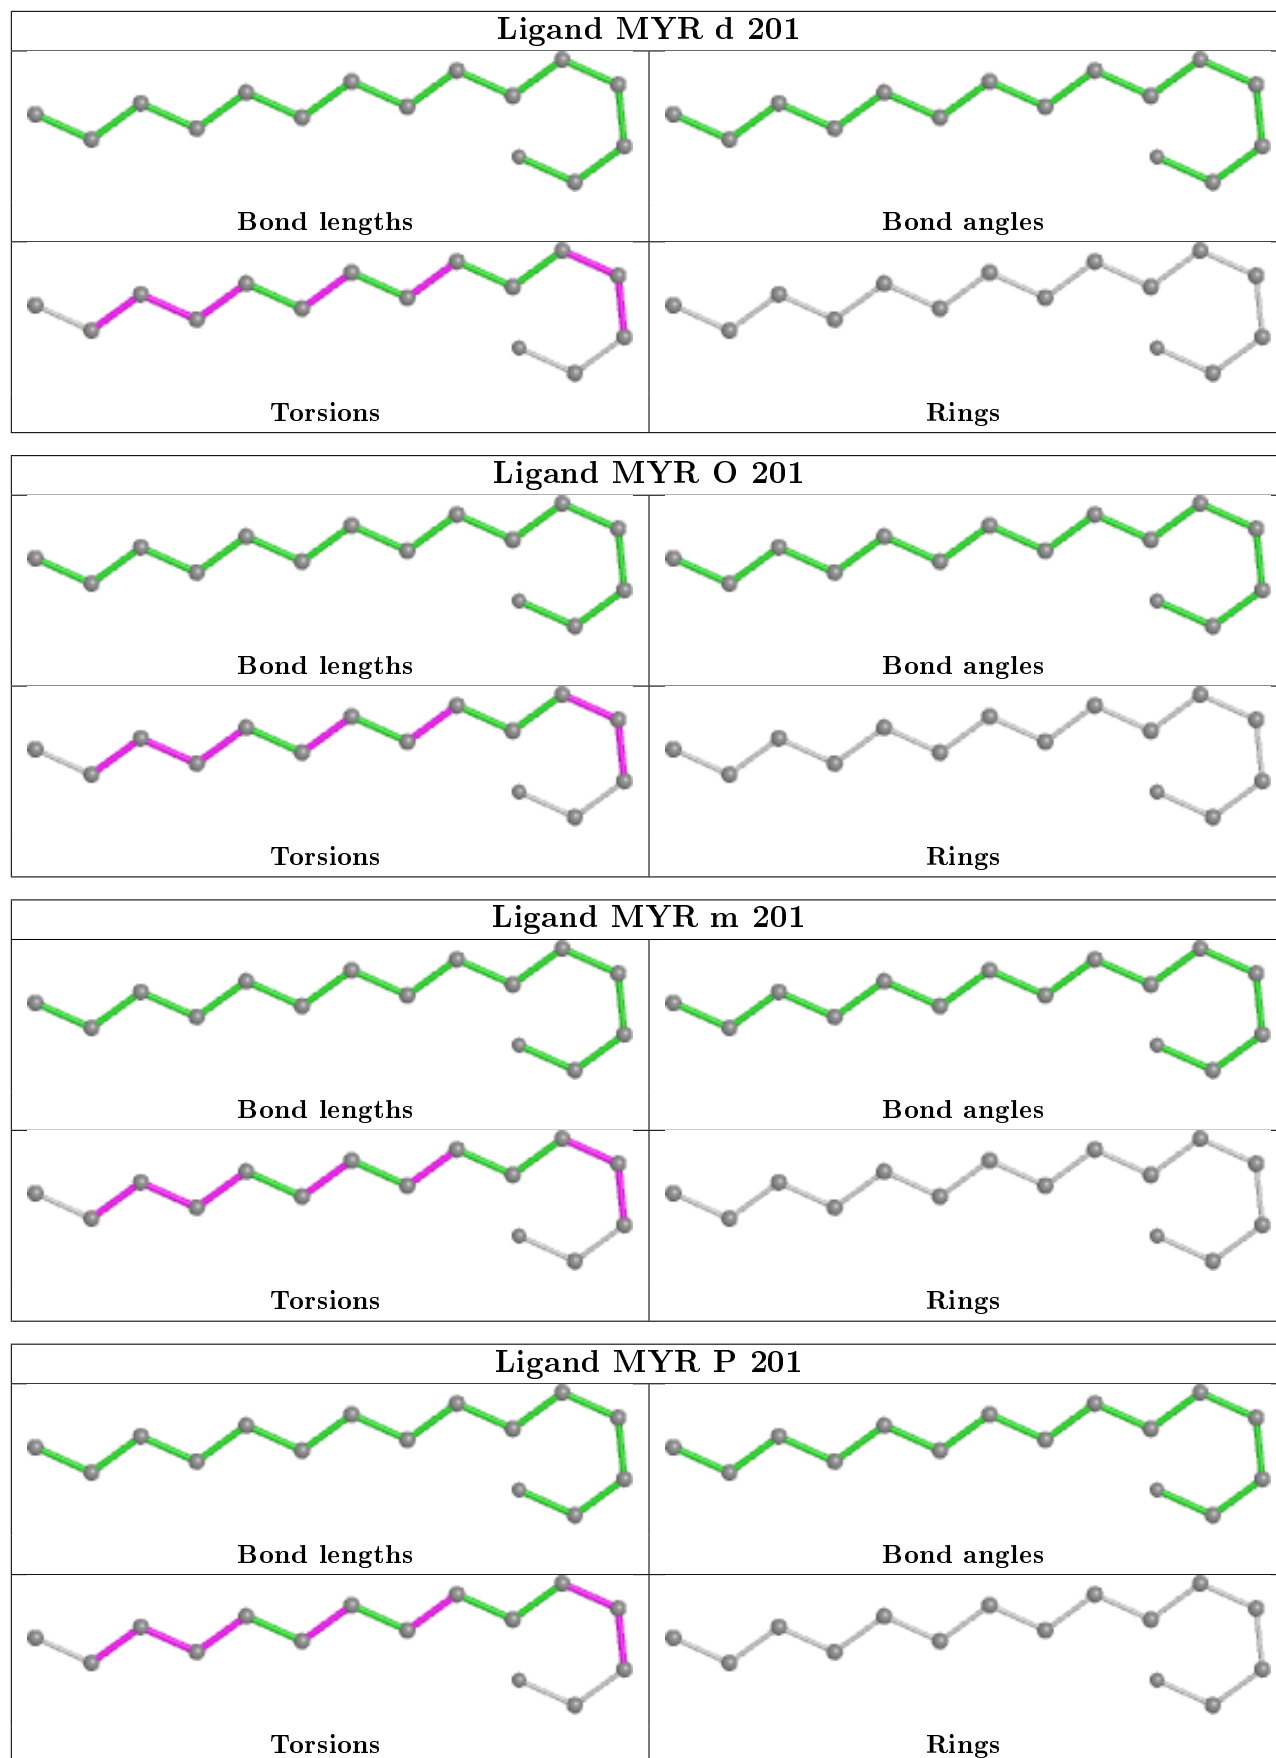 Ligand MYR d 201
Bond lengths
Bond angles
Torsions
Rings
Ligand MYR O 201
Bond lengths
Bond angles
Torsions
Rings
Ligand MYR m 201
Bond lengths
Bond angles
Torsions
Rings
Ligand MYR P 201
Bond lengths
Bond angles
Torsions
Rings